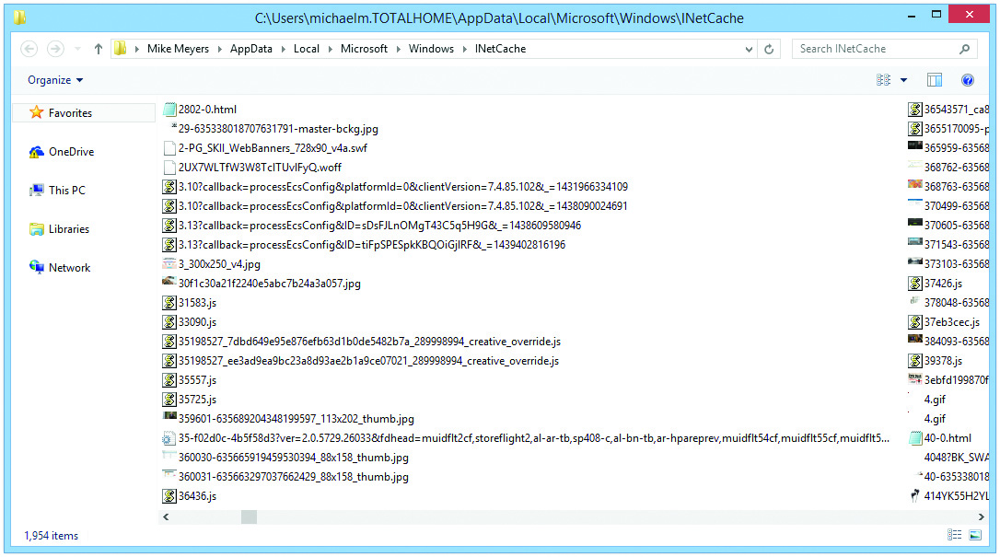 C:\Users\michaelm.TOTALHOME\AppData\Local\Microsoft\Windows\INetCache
Mike Meyers AppData Local Microsoft Windows INetCache
Search INetCache
Organize
Favorites
OneDrive
This PC
Libraries
Network
2802-0.html
29-635338018707631791-master-bckg.jpg
2-PG_SKII_WebBanners_728x90_v4a.swf
2UX7WLTfW3W8TclTUvlFyQ.woff
3.10?callback=processEcsConfig&platformId=0&clientVersion=7.4.85.102&_=1431966334109
3.10?callback=processEcsConfig&platformId=0&clientVersion=7.4.85.102&_=1438090024691
3.13?callback=processEcsConfig&ID=sDsFJLnOMgT43C5q5H9G&_=1438609580946
3.13?callback=processEcsConfig&ID=tiFpSPESpkKBQOiGjIRF&_=1439402816196
3_300x250_v4.jpg
30f1c30a21f2240e5abc7b24a3a057.jpg
31583.js
33090.js
35198527_7dbd649e95e876efb63d1b0de5482b7a_289998994_creative_override.js
35198527_ee3ad9ea9bc23a8d93ae2b1a9ce07021_289998994_creative_override.js
35557.js
35725.js
359601-635689204348199597_113x202_thumb.jpg
35-f02d0c-4b5f58d3?ver=2.0.5729.26033&fdhead=muidflt2cf,storeflight2,al-ar-tb,sp408-c,al-bn-tb,ar-hpareprev,muidflt54cf,muidflt55cf,muidflt5...
360030-635665919459530394_88x158_thumb.jpg
360031-635663297037662429_88x158_thumb.jpg
36436.js
36543571_ca8
3655170095-p
365959-63568
368762-63568
368763-63568
370499-63568
370605-63568
371543-63568
373103-63568
37426.js
378048-63568
37eb3cec.js
384093-63568
39378.js
3ebfd199870f
4.gif
4.gif
40-0.html
4048?BK_SWA
40-635338018
414YK55H2YL
1,954 items